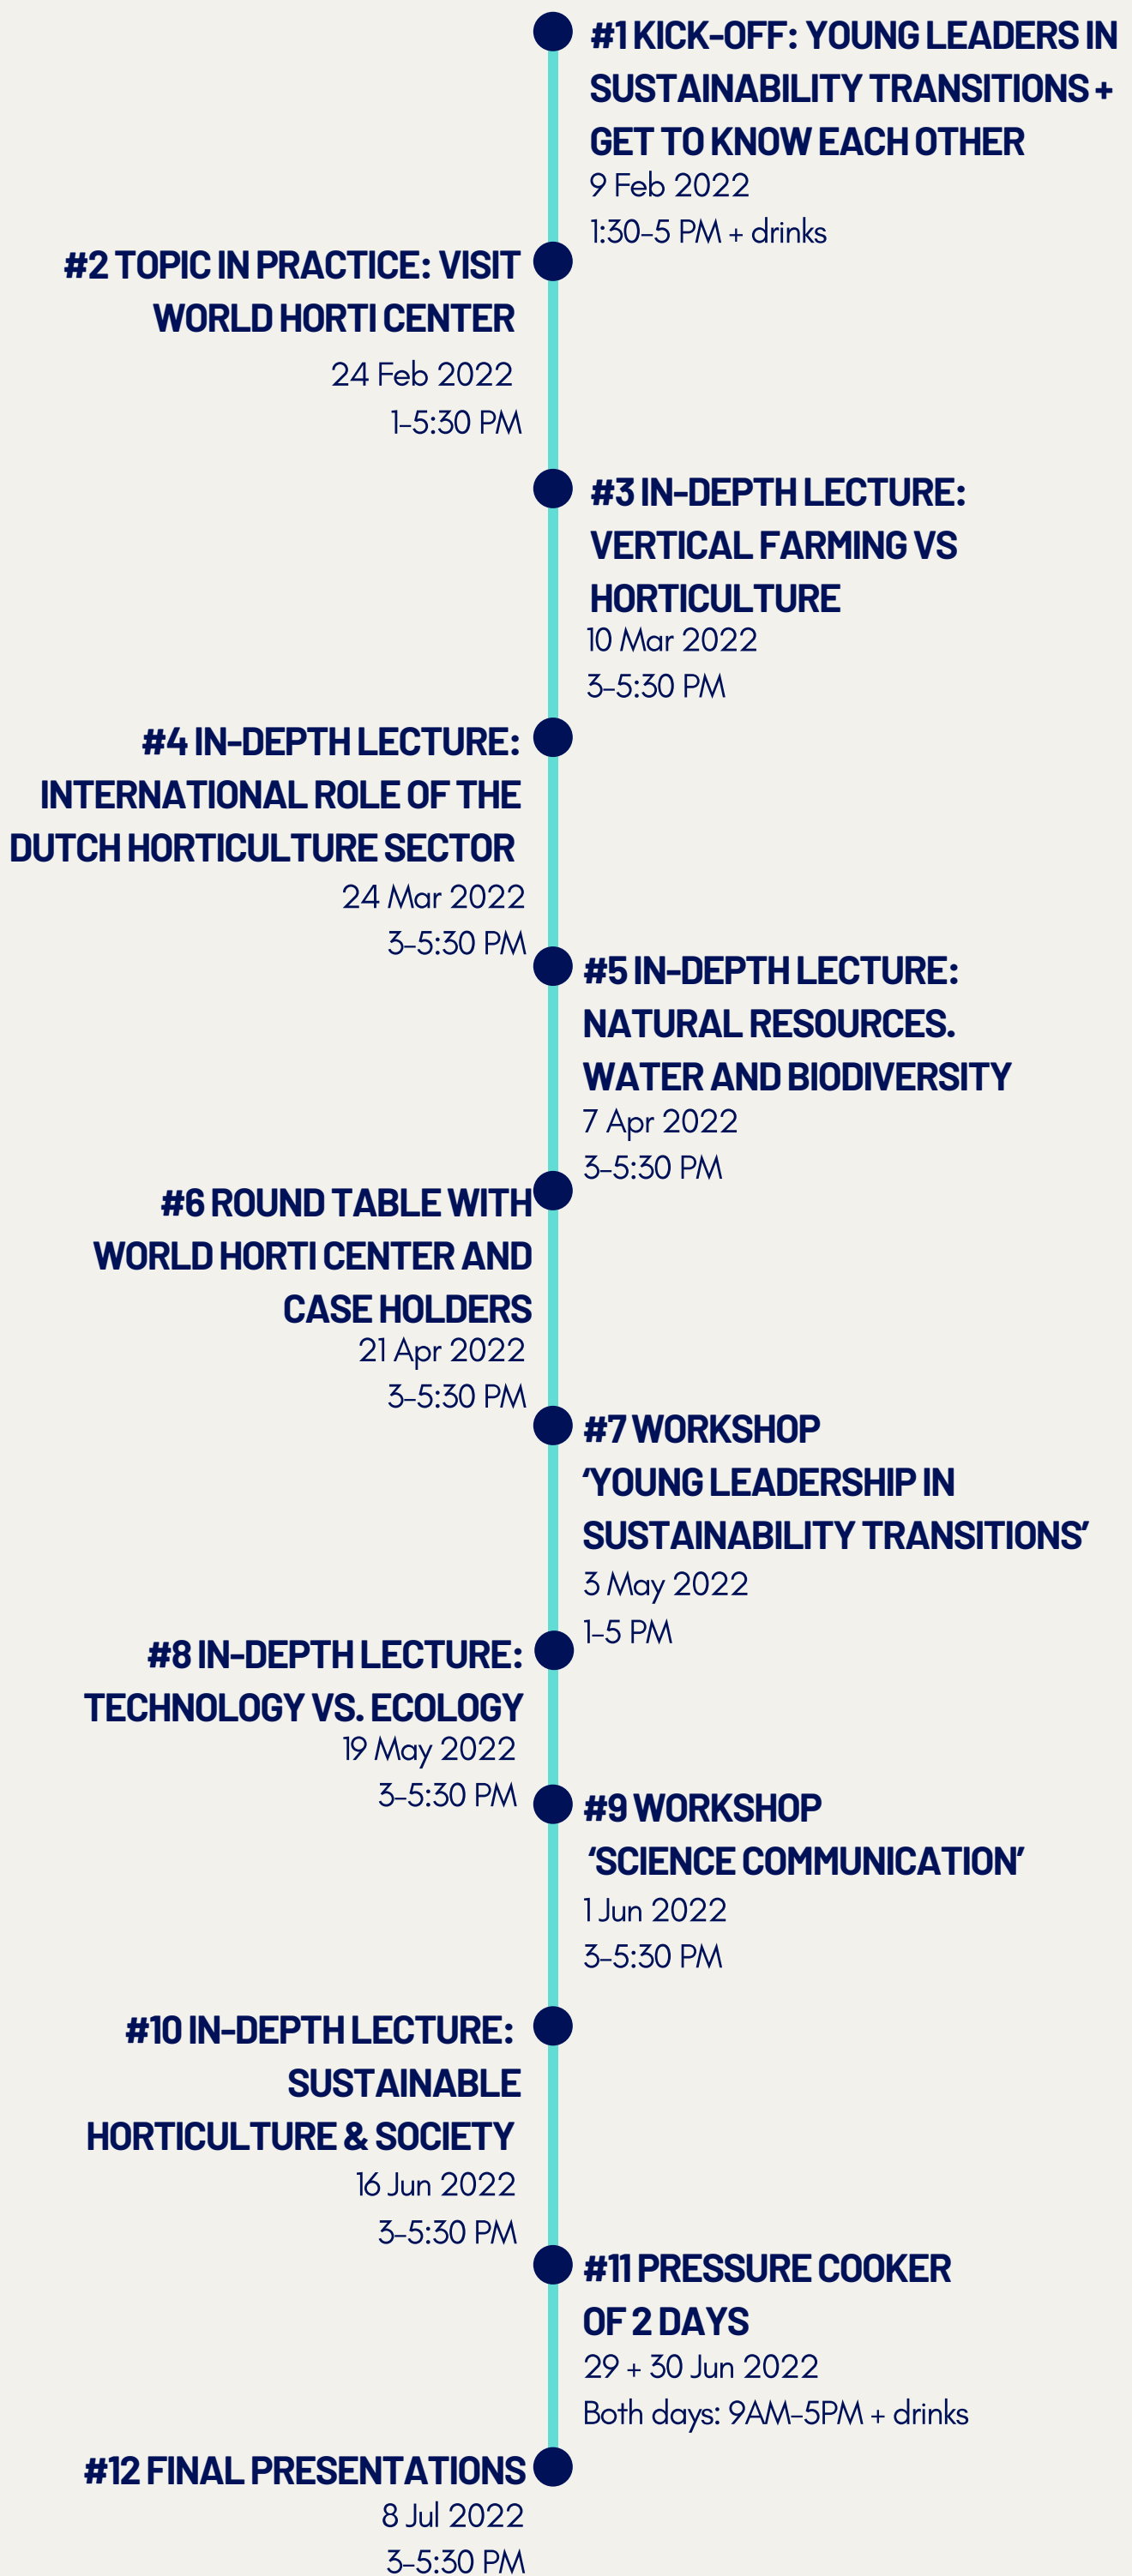 #1 KICK-OFF: YOUNG LEADERS IN
SUSTAINABILITY TRANSITIONS +
GET TO KNOW EACH OTHER
9 Feb 2022
1:30-5 PM + drinks
#2 TOPIC IN PRACTICE: VISIT
WORLD HORTI CENTER
24 Feb 2022
1-5:30 PM
#3 IN-DEPTH LECTURE:
VERTICAL FARMING VS
HORTICULTURE
10 Mar 2022
3-5:30 PM
#4 IN-DEPTH LECTURE:
INTERNATIONAL ROLE OF THE
DUTCH HORTICULTURE SECTOR
24 Mar 2022
3-5:30 PM
#5 IN-DEPTH LECTURE:
NATURAL RESOURCES.
WATER AND BIODIVERSITY
7 Apr 2022
3-5:30 PM
#6 ROUND TABLE WITH
WORLD HORTI CENTER AND
CASE HOLDERS
21 Apr 2022
3-5:30 PM
#7 WORKSHOP
‘YOUNG LEADERSHIP IN
SUSTAINABILITY TRANSITIONS’
3 May 2022
1-5 PM
#8 IN-DEPTH LECTURE:
TECHNOLOGY VS. ECOLOGY
19 May 2022
3-5:30 PM
#9 WORKSHOP
‘SCIENCE COMMUNICATION’
1 Jun 2022
3-5:30 PM
#10 IN-DEPTH LECTURE:
SUSTAINABLE
HORTICULTURE & SOCIETY
16 Jun 2022
3-5:30 PM
#11 PRESSURE COOKER
OF 2 DAYS
29 + 30 Jun 2022
Both days: 9AM-5PM + drinks
#12 FINAL PRESENTATIONS
8 Jul 2022
3-5:30 PM